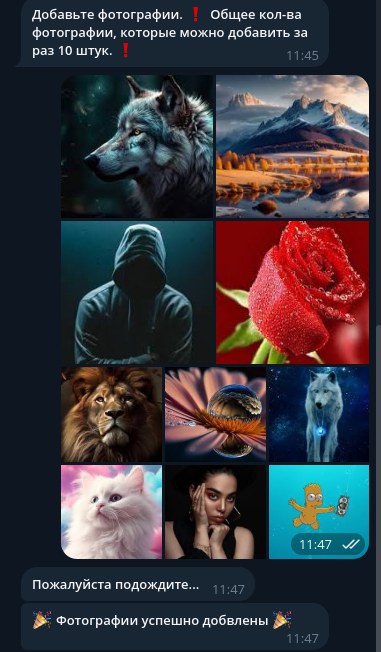 Добавьте фотографии. ❗ Общее кол-ва
фотографии, которые можно добавить за
раз 10 штук. ❗
11:45
11:47
Пожалуйста подождите... 11:47
🎉 Фотографии успешно добвлены 🎉
11:47